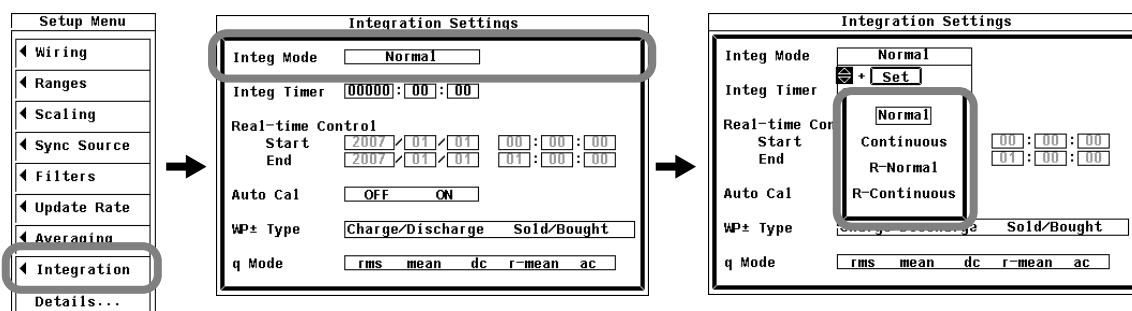 Setup Menu
Wiring
Ranges
Scaling
Sync Source
Filters
Update Rate
Averaging
Integration
Details...
Integration Settings
Integ Mode Normal
Integ Timer 00000 : 00 : 00
Real-time Control
Start 2007 / 01 / 01 00 : 00 : 00
End 2007 / 01 / 01 01 : 00 : 00
Auto Cal OFF ON
WP± Type Charge/Discharge Sold/Bought
q Mode rms mean dc r-mean ac
Integration Settings
Integ Mode Normal
+ Set
Integ Timer
Normal
Real-time Con
Start Continuous 00 : 00 : 00
End 01 : 00 : 00
R-Normal
Auto Cal R-Continuous
WP± Type Sold/Bought
q Mode rms mean dc r-mean ac